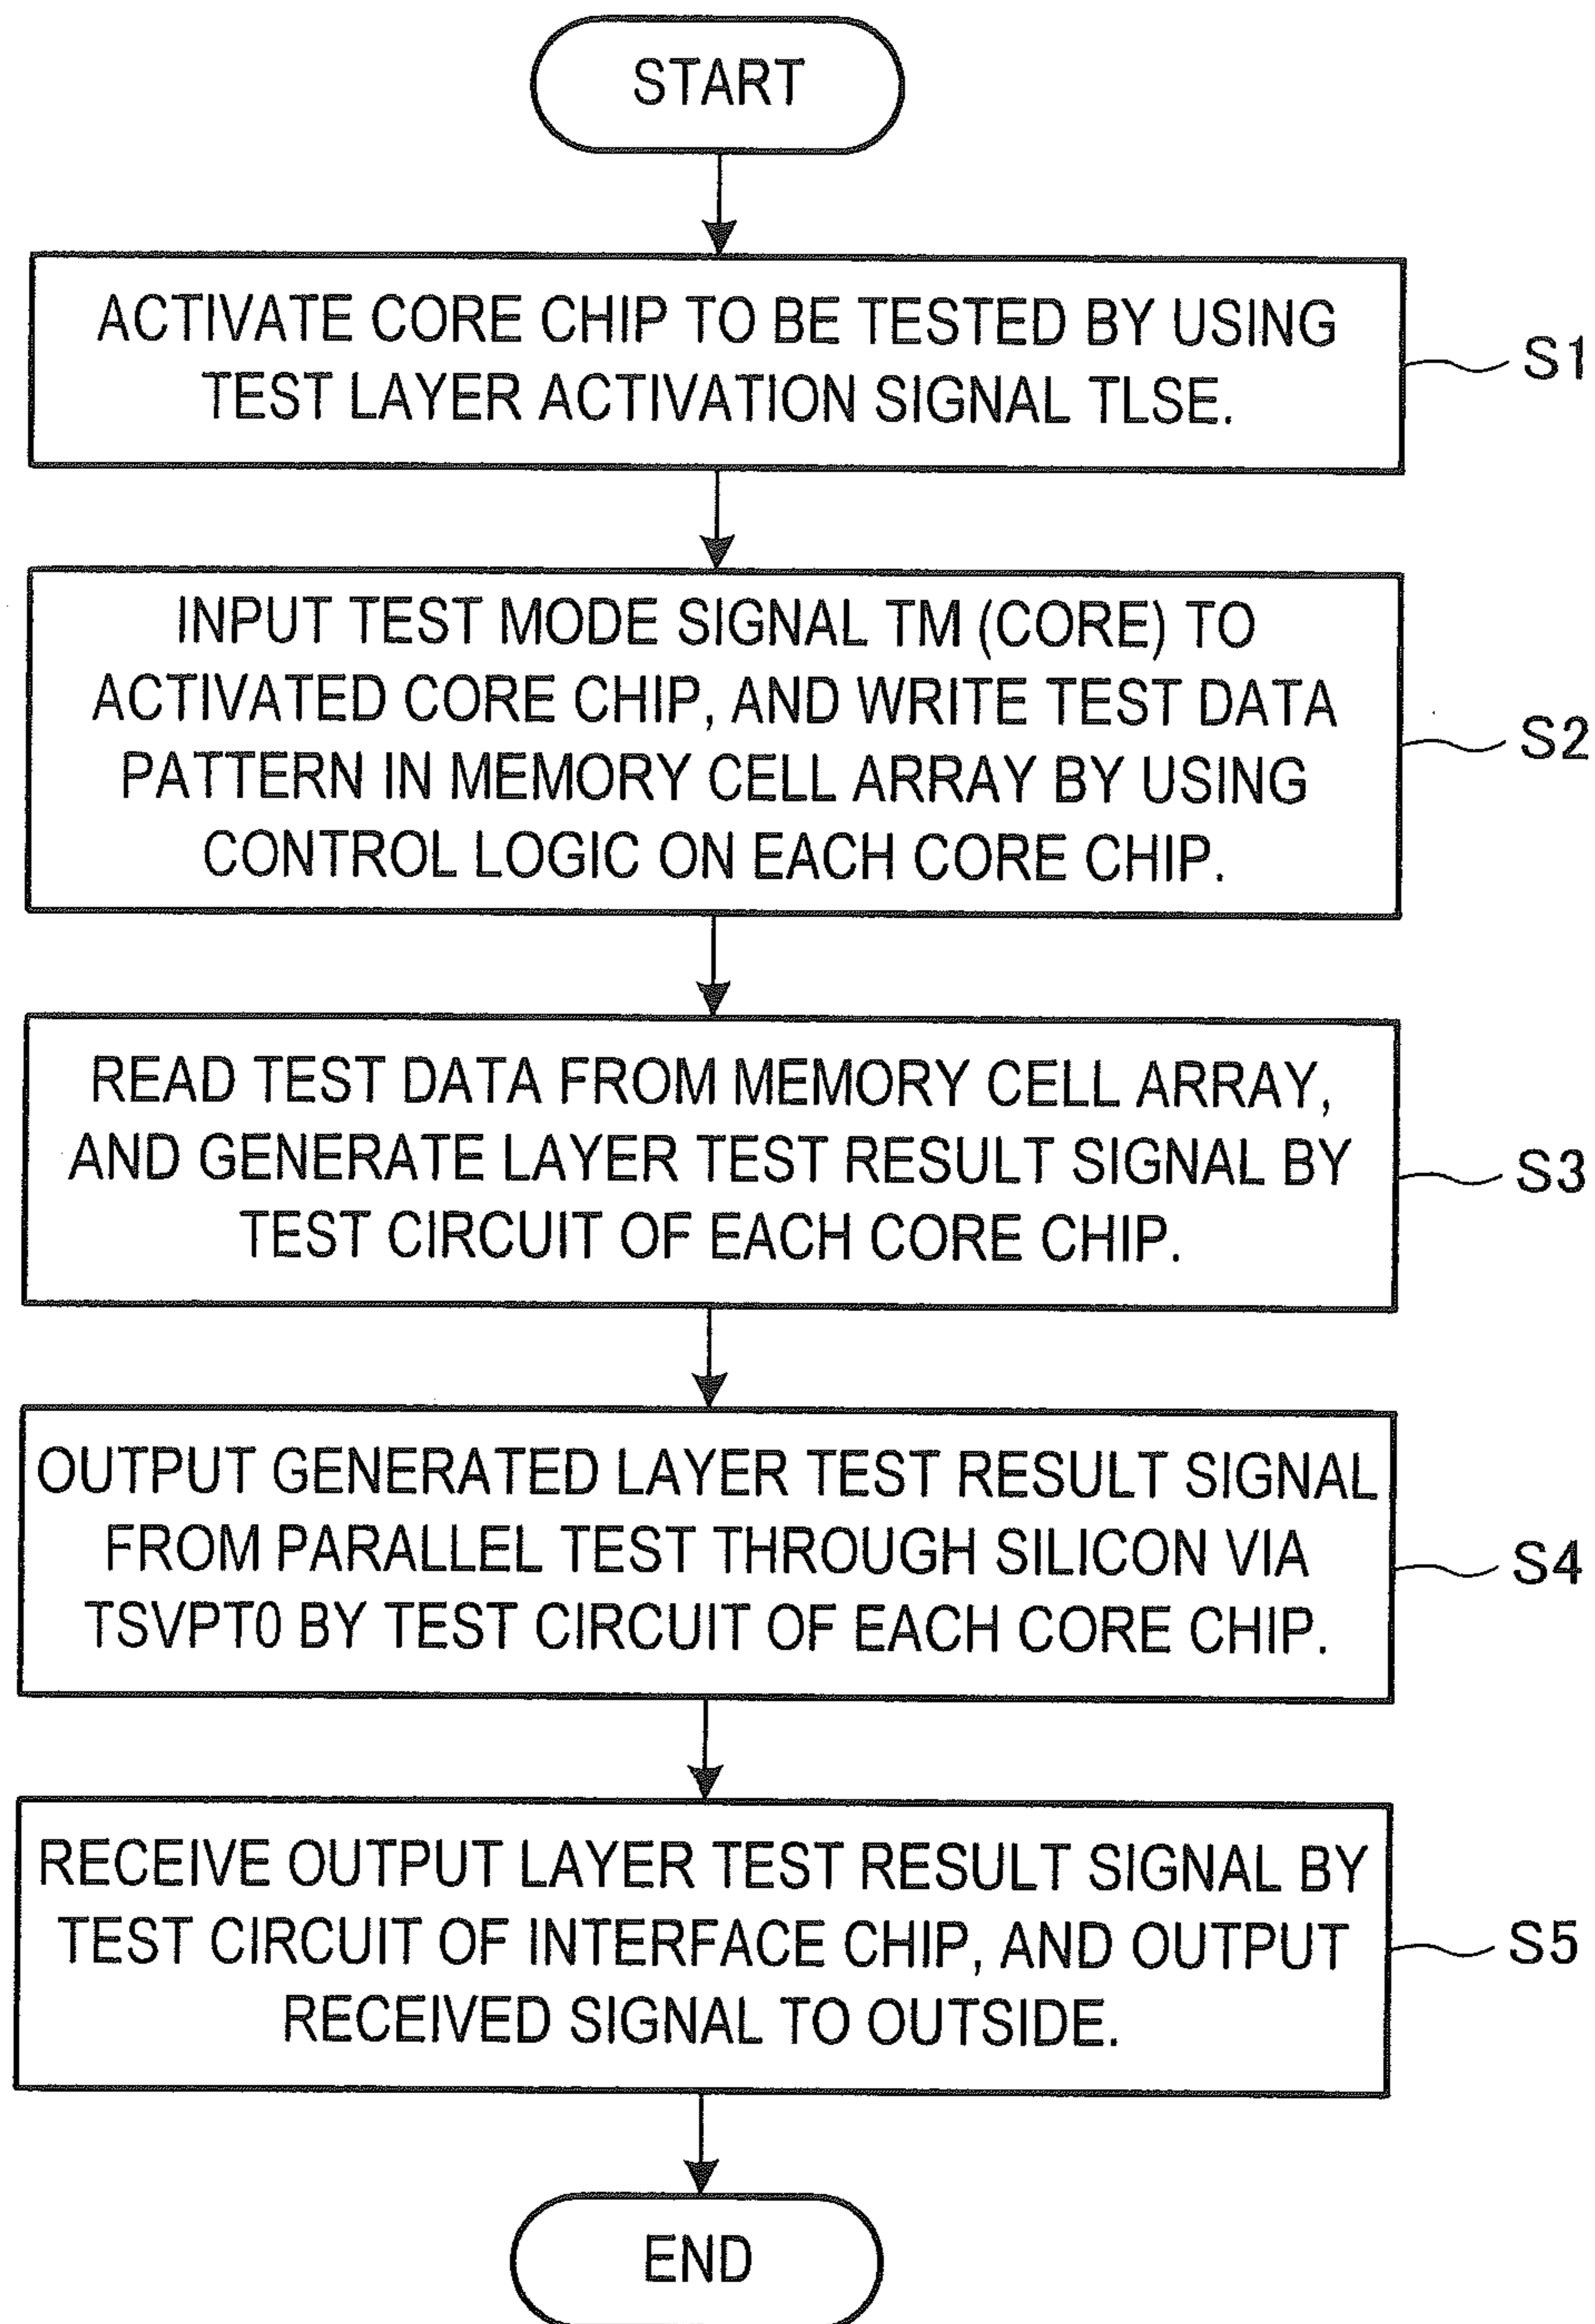 START
ACTIVATE CORE CHIP TO BE TESTED BY USING
TEST LAYER ACTIVATION SIGNAL TLSE.
S1
INPUT TEST MODE SIGNAL TM (CORE) TO
ACTIVATED CORE CHIP, AND WRITE TEST DATA
PATTERN IN MEMORY CELL ARRAY BY USING
CONTROL LOGIC ON EACH CORE CHIP.
S2
READ TEST DATA FROM MEMORY CELL ARRAY,
AND GENERATE LAYER TEST RESULT SIGNAL BY
TEST CIRCUIT OF EACH CORE CHIP.
S3
OUTPUT GENERATED LAYER TEST RESULT SIGNAL
FROM PARALLEL TEST THROUGH SILICON VIA
TSVPT0 BY TEST CIRCUIT OF EACH CORE CHIP.
S4
RECEIVE OUTPUT LAYER TEST RESULT SIGNAL BY
TEST CIRCUIT OF INTERFACE CHIP, AND OUTPUT
RECEIVED SIGNAL TO OUTSIDE.
S5
END